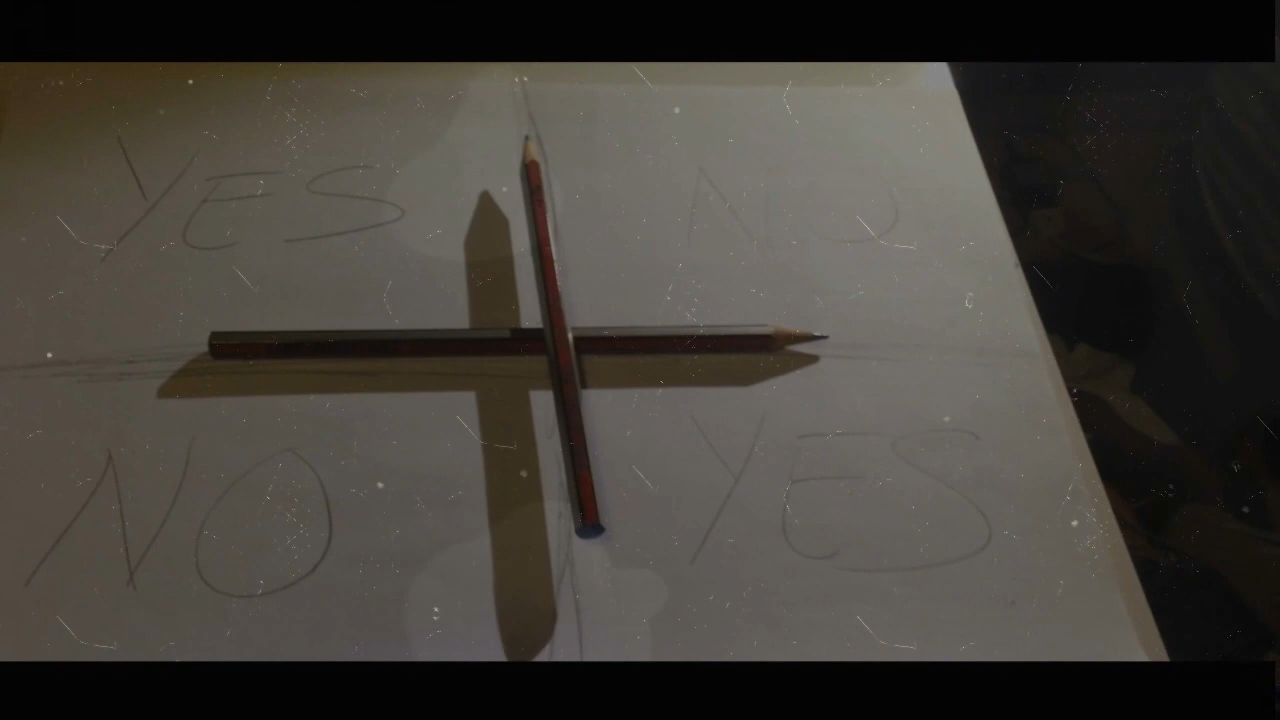 YES NO
NO YES